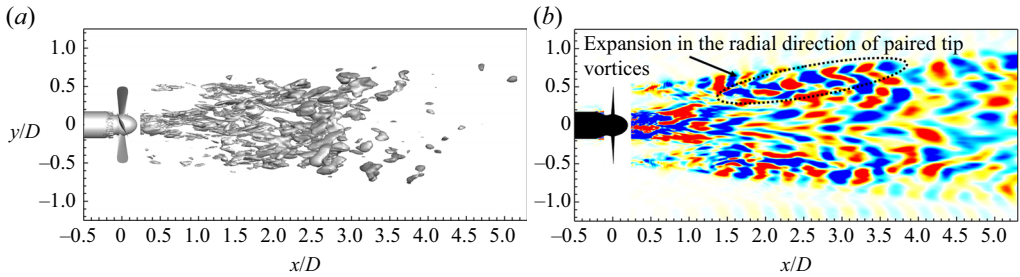 (a)
(b)
1.0
0.5
0
–0.5
–1.0
y/D
–0.5 0 0.5 1.0 1.5 2.0 2.5 3.0 3.5 4.0 4.5 5.0
x/D
Expansion in the radial direction of paired tip
vortices
1.0
0.5
0
–0.5
–1.0
–0.5 0 0.5 1.0 1.5 2.0 2.5 3.0 3.5 4.0 4.5 5.0
x/D